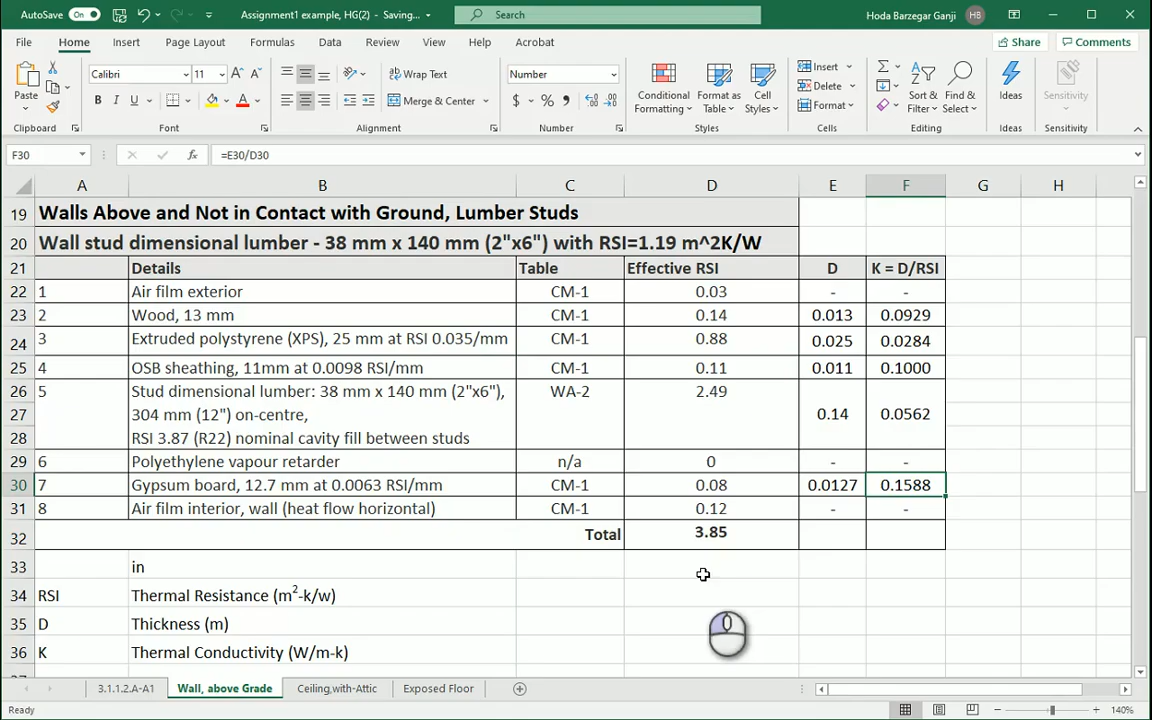 AutoSave On Assignment1 example, HG(2) - Saving... Search Hoda Barzegar Ganji HB
File Home Insert Page Layout Formulas Data Review View Help Acrobat Share Comments
Paste Calibri 11 Wrap Text Number Conditional Formatting Format as Table Cell Styles Insert Sort & Filter Find & Select Ideas Sensitivity
B I U Merge & Center $ % Delete Format
Clipboard Font Alignment Number Styles Cells Editing Ideas Sensitivity
F30 fx =E30/D30
A B C D E F G H
19 Walls Above and Not in Contact with Ground, Lumber Studs
20 Wall stud dimensional lumber - 38 mm x 140 mm (2"x6") with RSI=1.19 m^2K/W
21 Details Table Effective RSI D K = D/RSI
22 1 Air film exterior CM-1 0.03 - -
23 2 Wood, 13 mm CM-1 0.14 0.013 0.0929
24 3 Extruded polystyrene (XPS), 25 mm at RSI 0.035/mm CM-1 0.88 0.025 0.0284
25 4 OSB sheathing, 11mm at 0.0098 RSI/mm CM-1 0.11 0.011 0.1000
26 5 Stud dimensional lumber: 38 mm x 140 mm (2"x6"), WA-2 2.49
27 304 mm (12") on-centre, 0.14 0.0562
28 RSI 3.87 (R22) nominal cavity fill between studs
29 6 Polyethylene vapour retarder n/a 0 - -
30 7 Gypsum board, 12.7 mm at 0.0063 RSI/mm CM-1 0.08 0.0127 0.1588
31 8 Air film interior, wall (heat flow horizontal) CM-1 0.12 - -
32 Total 3.85
33 in
34 RSI Thermal Resistance (m²-k/w)
35 D Thickness (m)
36 K Thermal Conductivity (W/m-k)
3.1.1.2.A-A1 Wall, above Grade Ceiling,with-Attic Exposed Floor
Ready 140%